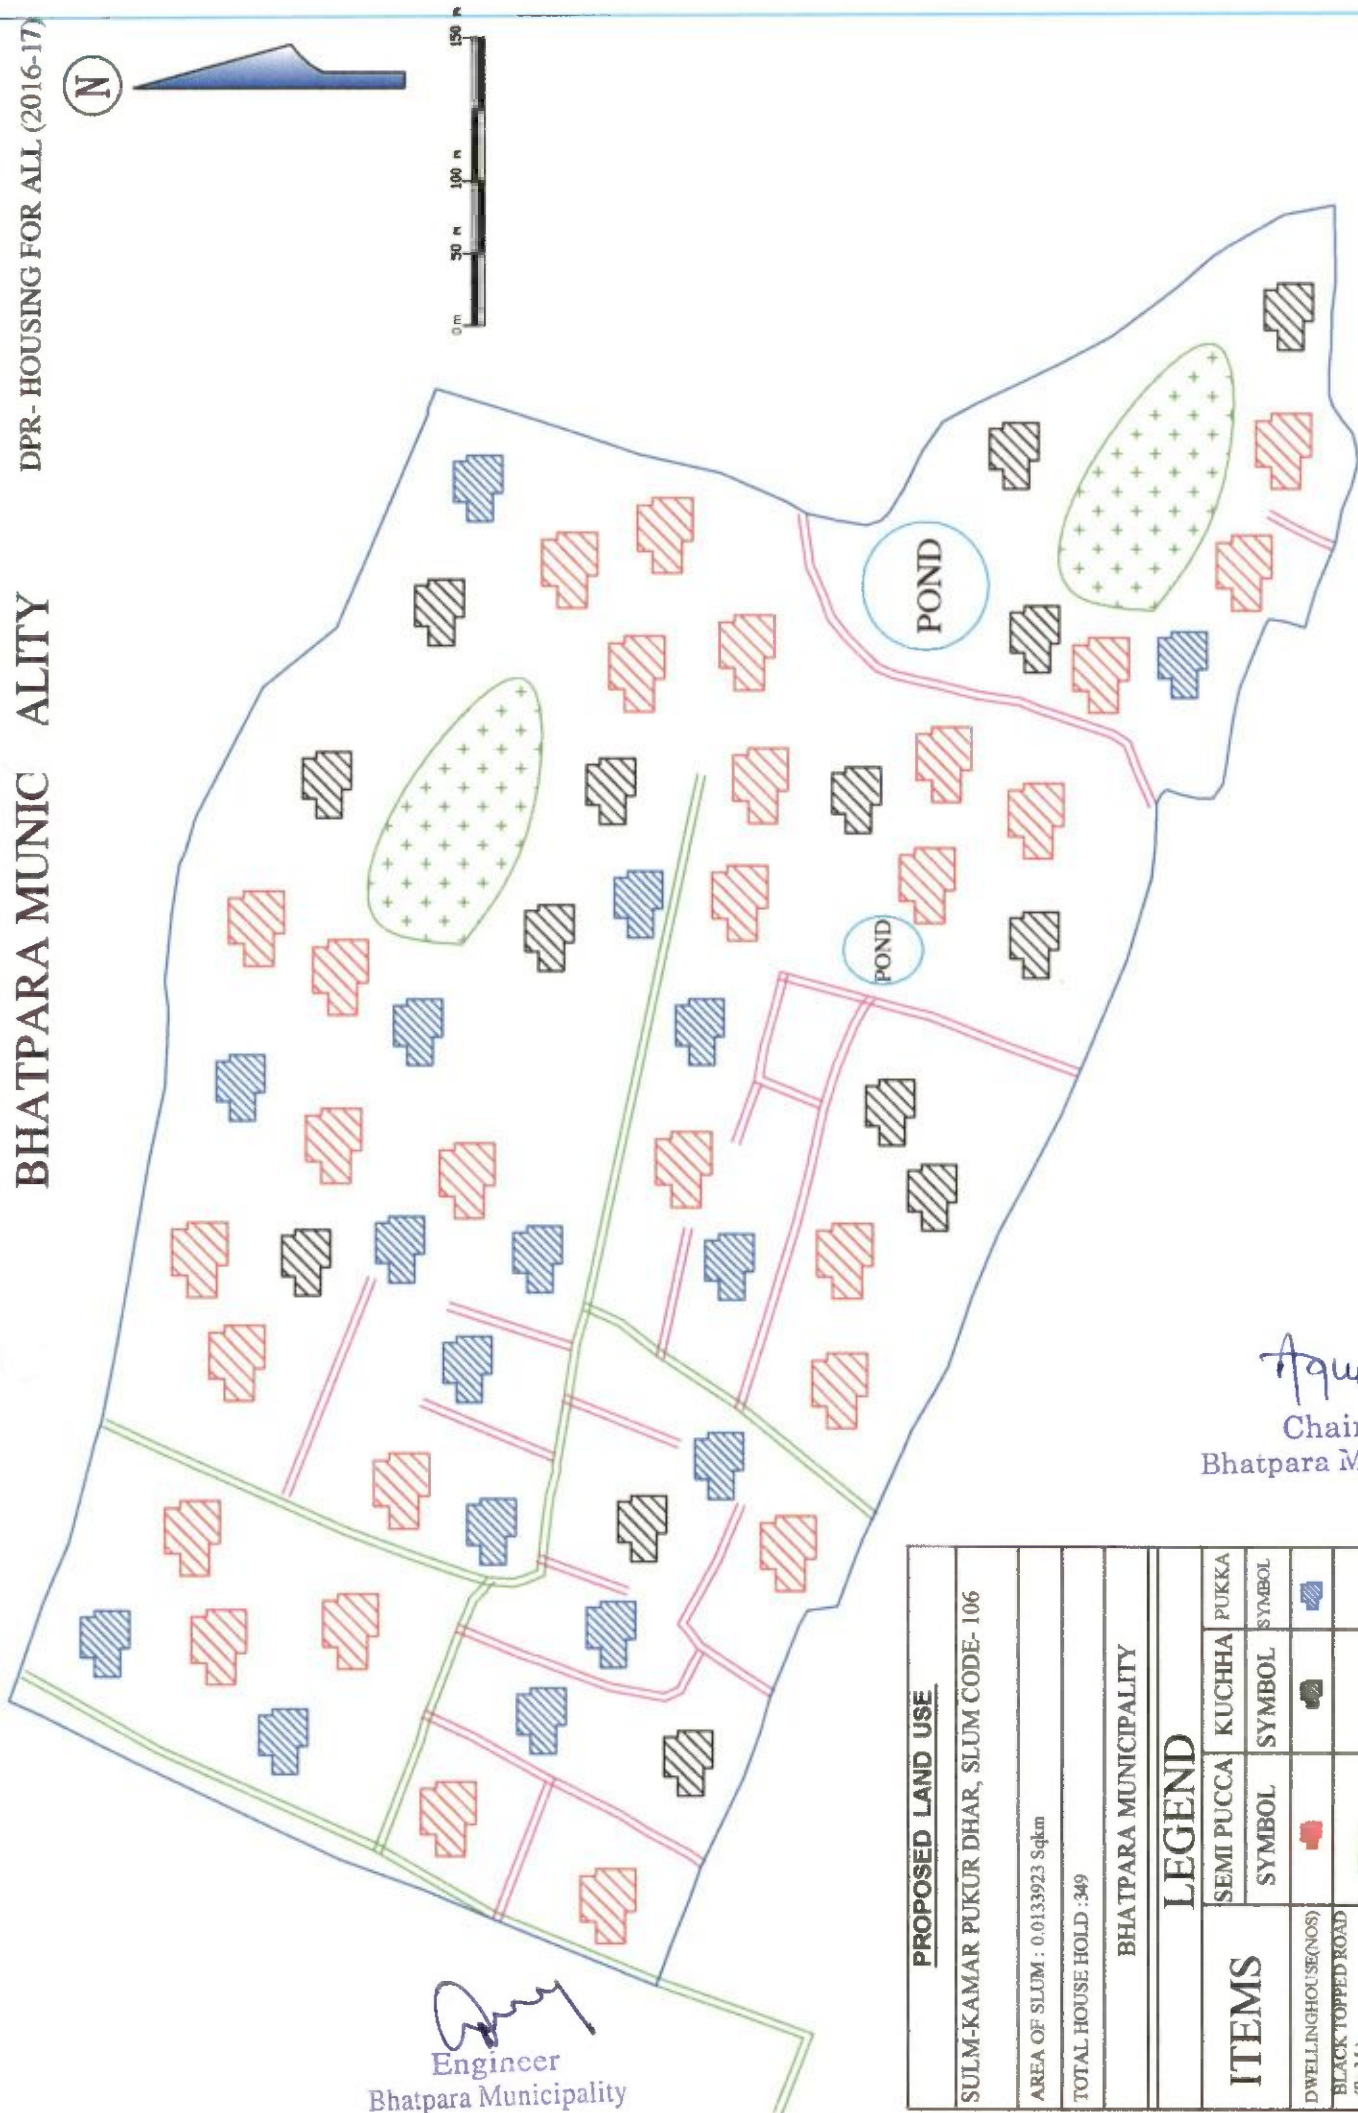 BHATPARA MUNIC ALITY
DPR- HOUSING FOR ALL (2016-17)
N
0 m 50 m 100 m 150 m
POND
POND
Engineer
Bhatpara Municipality
Chair
Bhatpara M
PROPOSED LAND USE
SULM-KAMAR PUKUR DHAR, SLUM CODE- 106
AREA OF SLUM : 0.0133923 Sqkm
TOTAL HOUSE HOLD :349
BHATPARA MUNICIPALITY
LEGEND
ITEMS SEMI PUCCA KUCHHA PUKKA
SYMBOL SYMBOL SYMBOL
DWELLINGHOUSE(NOS)
BLACK TOPPED ROAD